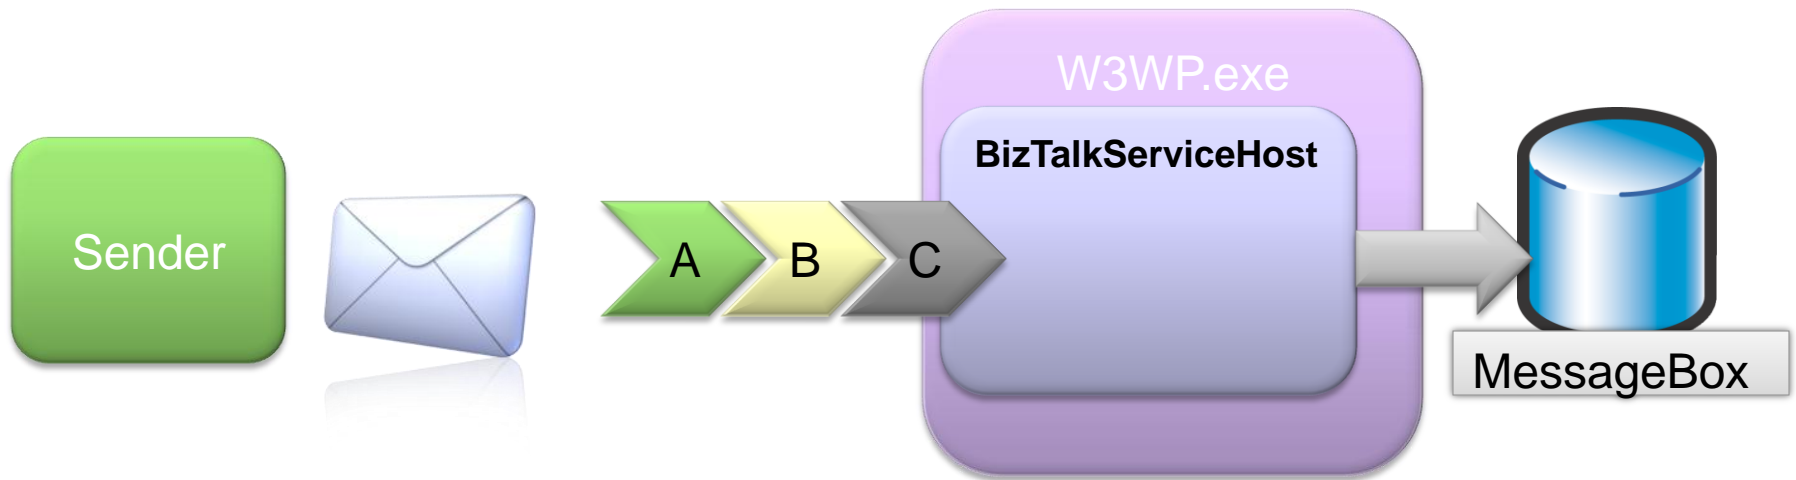 Sender
A
B
C
W3WP.exe
BizTalkServiceHost
MessageBox